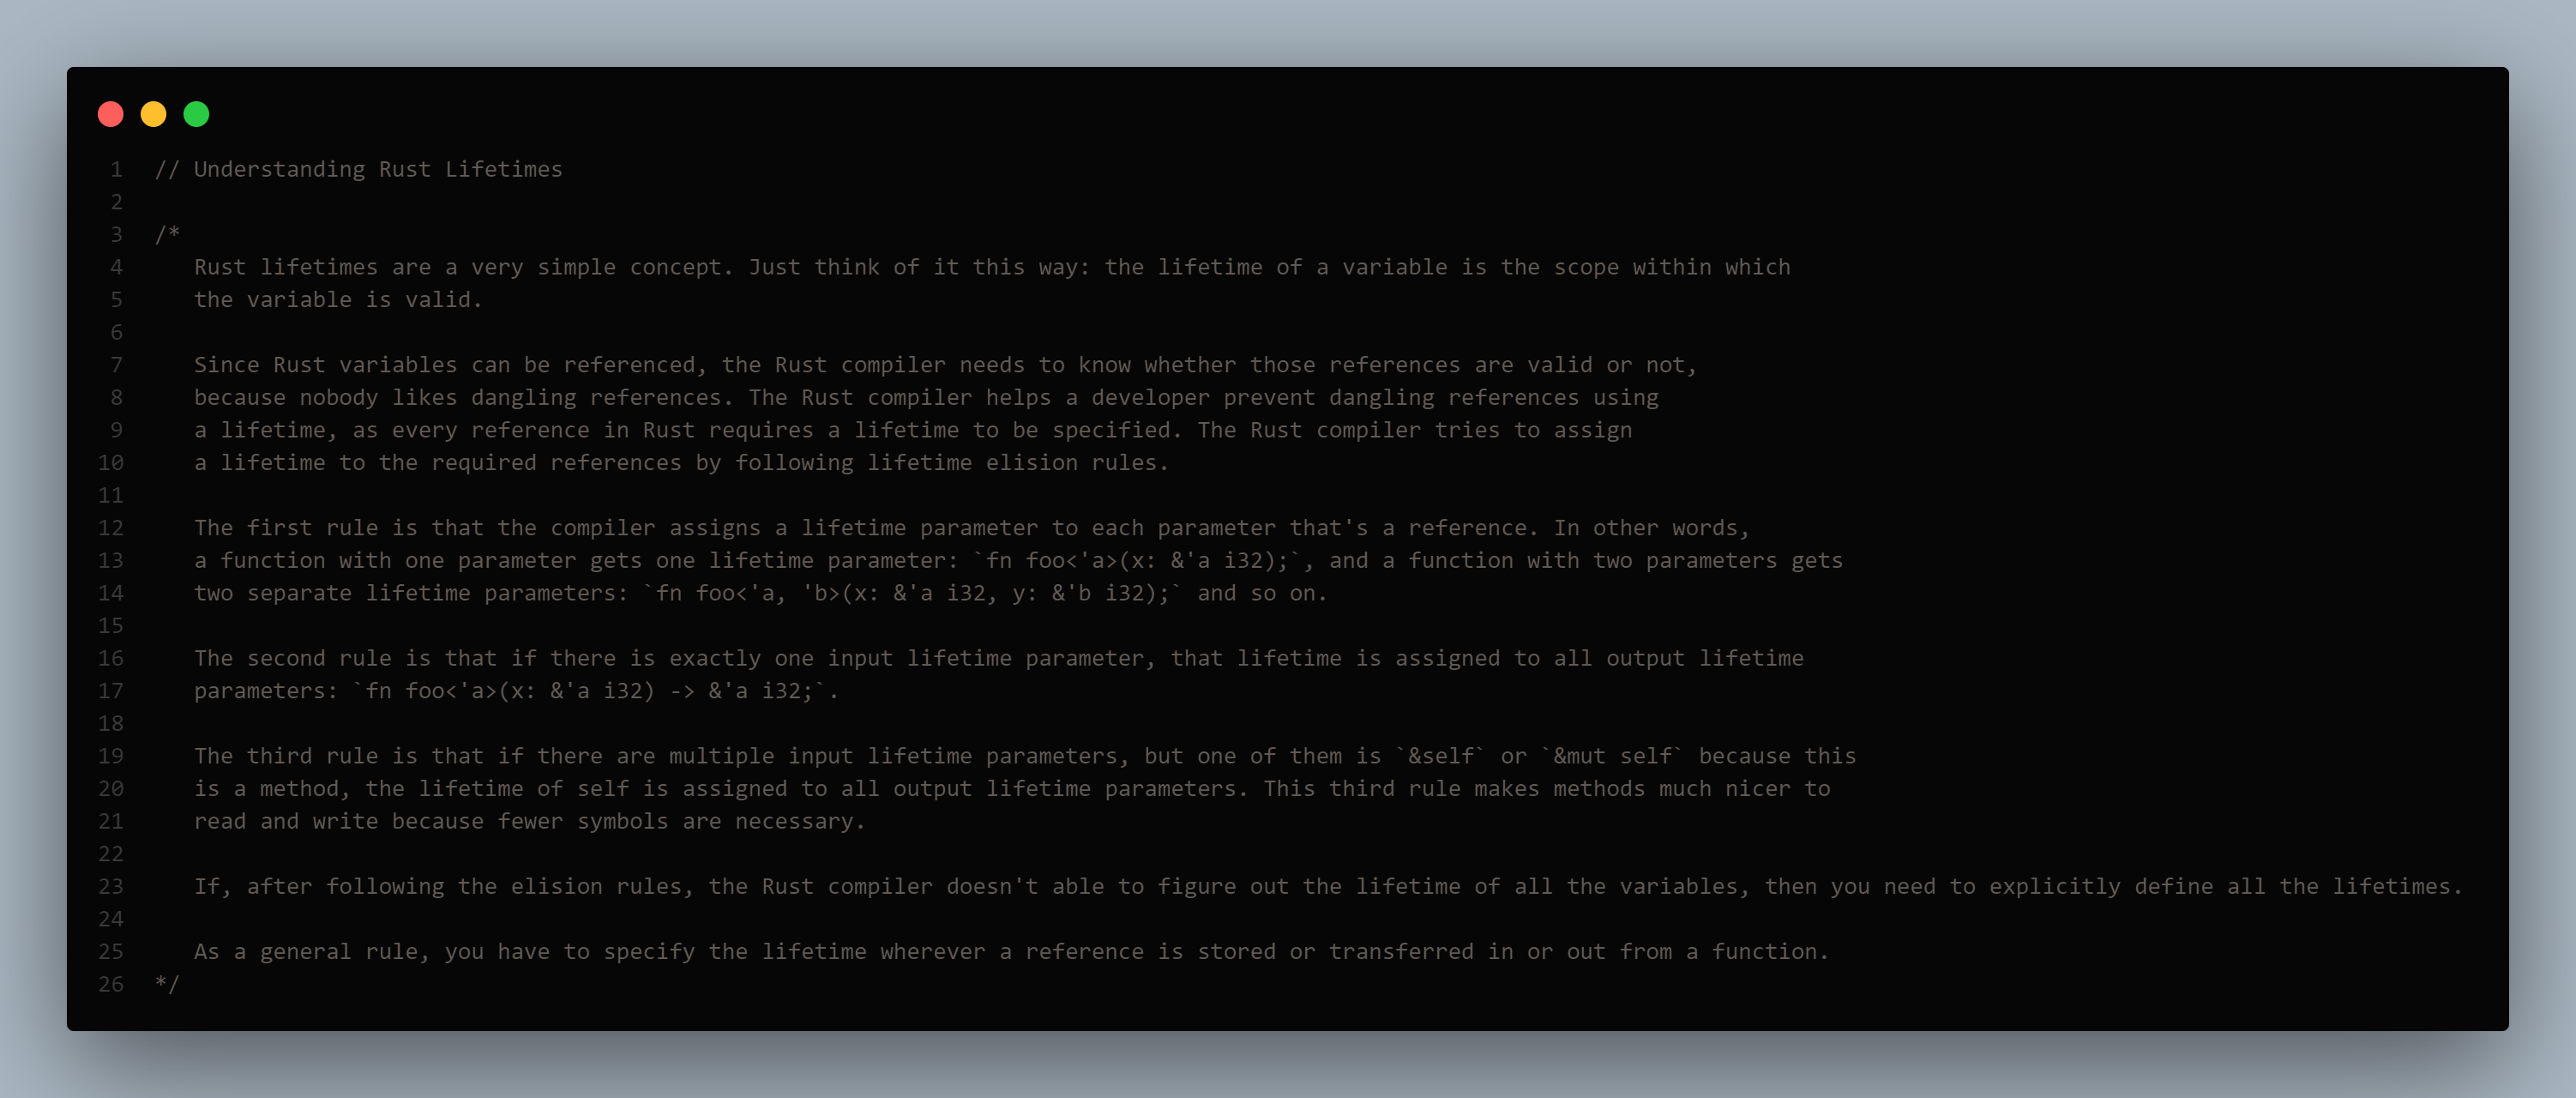 1 // Understanding Rust Lifetimes
2
3 /*
4 Rust lifetimes are a very simple concept. Just think of it this way: the lifetime of a variable is the scope within which
5 the variable is valid.
6
7 Since Rust variables can be referenced, the Rust compiler needs to know whether those references are valid or not,
8 because nobody likes dangling references. The Rust compiler helps a developer prevent dangling references using
9 a lifetime, as every reference in Rust requires a lifetime to be specified. The Rust compiler tries to assign
10 a lifetime to the required references by following lifetime elision rules.
11
12 The first rule is that the compiler assigns a lifetime parameter to each parameter that's a reference. In other words,
13 a function with one parameter gets one lifetime parameter: `fn foo<'a>(x: &'a i32);`, and a function with two parameters gets
14 two separate lifetime parameters: `fn foo<'a, 'b>(x: &'a i32, y: &'b i32);` and so on.
15
16 The second rule is that if there is exactly one input lifetime parameter, that lifetime is assigned to all output lifetime
17 parameters: `fn foo<'a>(x: &'a i32) -> &'a i32;`.
18
19 The third rule is that if there are multiple input lifetime parameters, but one of them is `&self` or `&mut self` because this
20 is a method, the lifetime of self is assigned to all output lifetime parameters. This third rule makes methods much nicer to
21 read and write because fewer symbols are necessary.
22
23 If, after following the elision rules, the Rust compiler doesn't able to figure out the lifetime of all the variables, then you need to explicitly define all the lifetimes.
24
25 As a general rule, you have to specify the lifetime wherever a reference is stored or transferred in or out from a function.
26 */